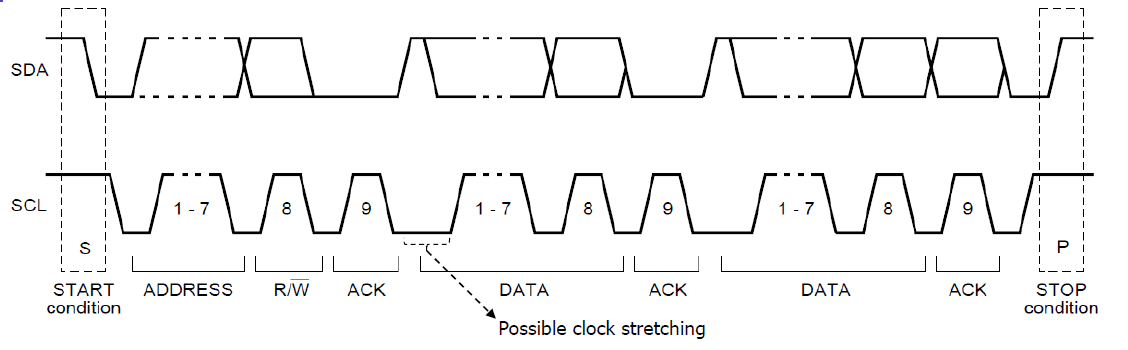 SDA
SCL
1 - 7
8
9
1 - 7
8
9
1 - 7
8
9
S
P
START
condition
ADDRESS
R/W̅
ACK
DATA
ACK
DATA
ACK
STOP
condition
Possible clock stretching